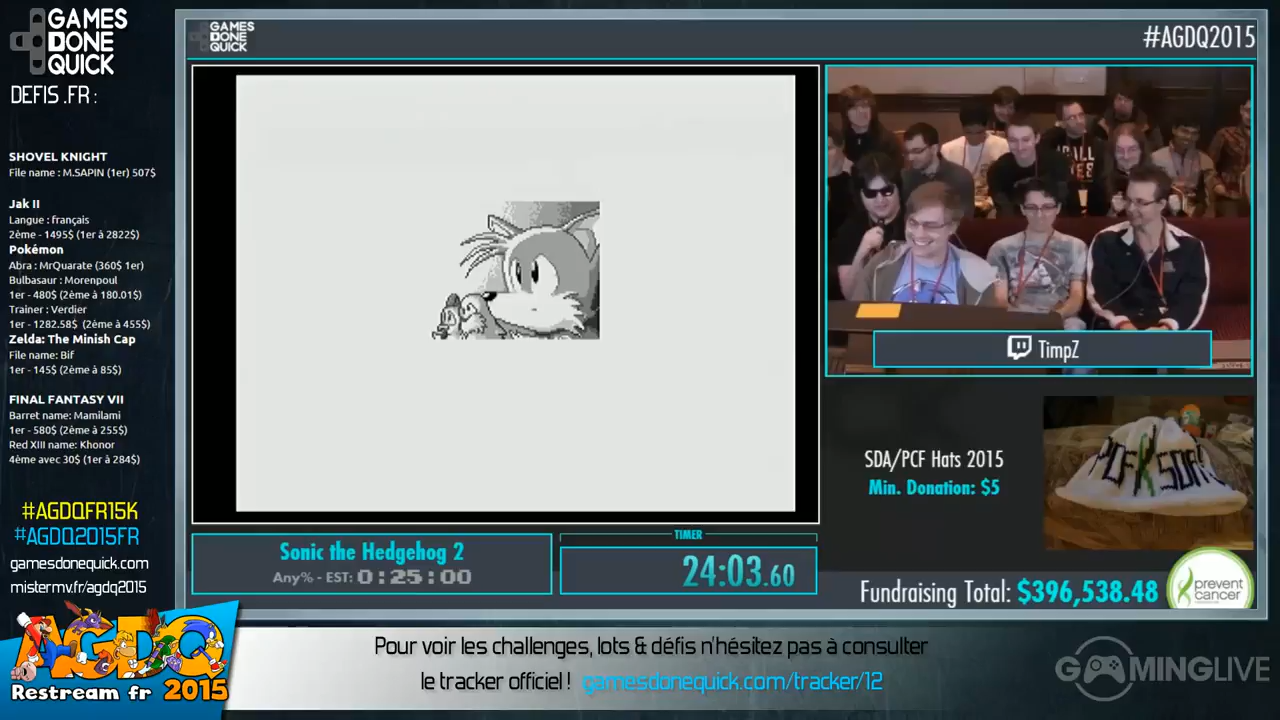 GAMES
DONE
QUICK
DEFIS .FR :
SHOVEL KNIGHT
File name : M.SAPIN (1er) 507$
Jak II
Langue : français
2ème - 1495$ (1er à 2822$)
Pokémon
Abra : MrQuarate (360$ 1er)
Bulbasaur : Morenpoul
1er - 480$ (2ème à 180.01$)
Trainer : Verdier
1er - 1282.58$ (2ème à 455$)
Zelda: The Minish Cap
File name: Bif
1er - 145$ (2ème à 85$)
FINAL FANTASY VII
Barret name: Mamilami
1er - 580$ (2ème à 255$)
Red XIII name: Khonor
4ème avec 30$ (1er à 284$)
#AGDQFR15K
#AGDQ2015FR
gamesdonequick.com
mistermv.fr/agdq2015
AGDQ
Restream fr 2015
GAMES
DONE
QUICK
#AGDQ2015
TimpZ
SDA/PCF Hats 2015
Min. Donation: $5
PCF SDA
Sonic the Hedgehog 2
Any% - EST: 0:25:00
TIMER
24:03.60
Fundraising Total: $396,538.48
prevent
cancer
Pour voir les challenges, lots & défis n'hésitez pas à consulter
le tracker officiel ! gamesdonequick.com/tracker/12
GAMINGLIVE